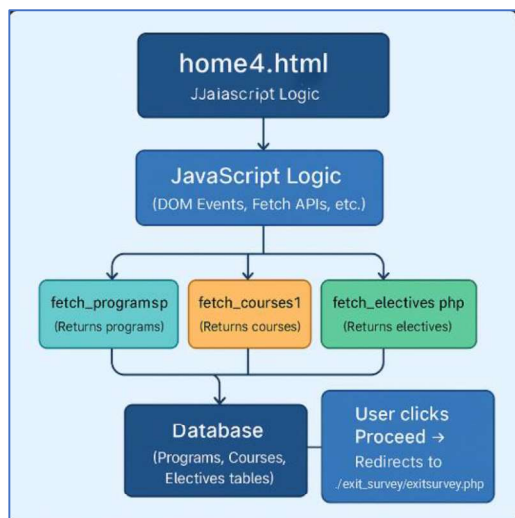 home4.html
JJaiascript Logic
JavaScript Logic
(DOM Events, Fetch APIs, etc.)
fetch_programsp
(Returns programs)
fetch_courses1
(Returns courses)
fetch_electives php
(Returns electives)
Database
(Programs, Courses,
Electives tables)
User clicks
Proceed →
Redirects to
./exit_survey/exitsurvey.php